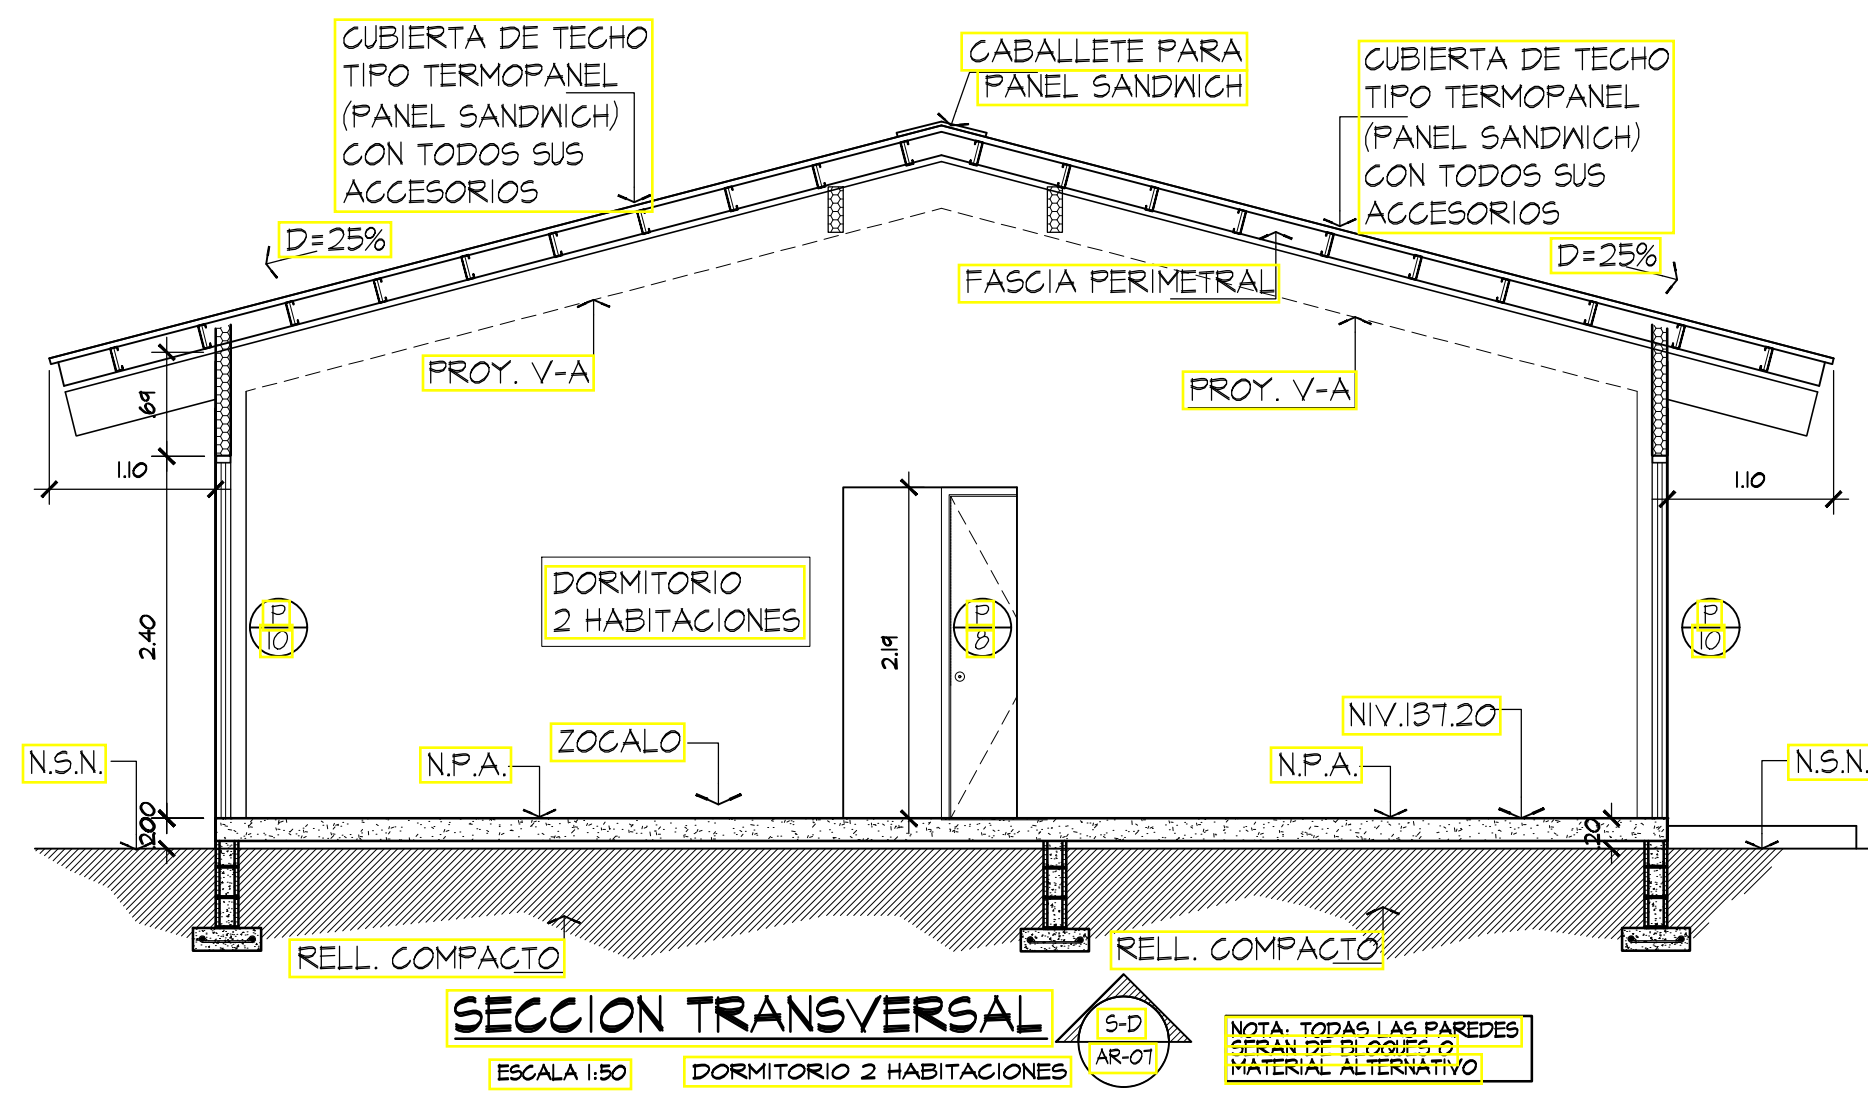 CUBIERTA DE TECHO
TIPO TERMOPANEL
(PANEL SANDWICH)
CON TODOS SUS
ACCESORIOS
CABALLETE PARA
PANEL SANDWICH
CUBIERTA DE TECHO
TIPO TERMOPANEL
(PANEL SANDWICH)
CON TODOS SUS
ACCESORIOS
D=25%
D=25%
FASCIA PERIMETRAL
PROY. V-A
PROY. V-A
.69
1.10
1.10
DORMITORIO
2 HABITACIONES
P
10
P
8
P
10
2.40
2.19
NIV.137.20
ZOCALO
N.S.N.
N.P.A.
N.P.A.
N.S.N.
.20
RELL. COMPACTO
RELL. COMPACTO
SECCION TRANSVERSAL
S-D
AR-07
ESCALA 1:50
DORMITORIO 2 HABITACIONES
NOTA: TODAS LAS PAREDES
SERAN DE BLOQUES O
MATERIAL ALTERNATIVO